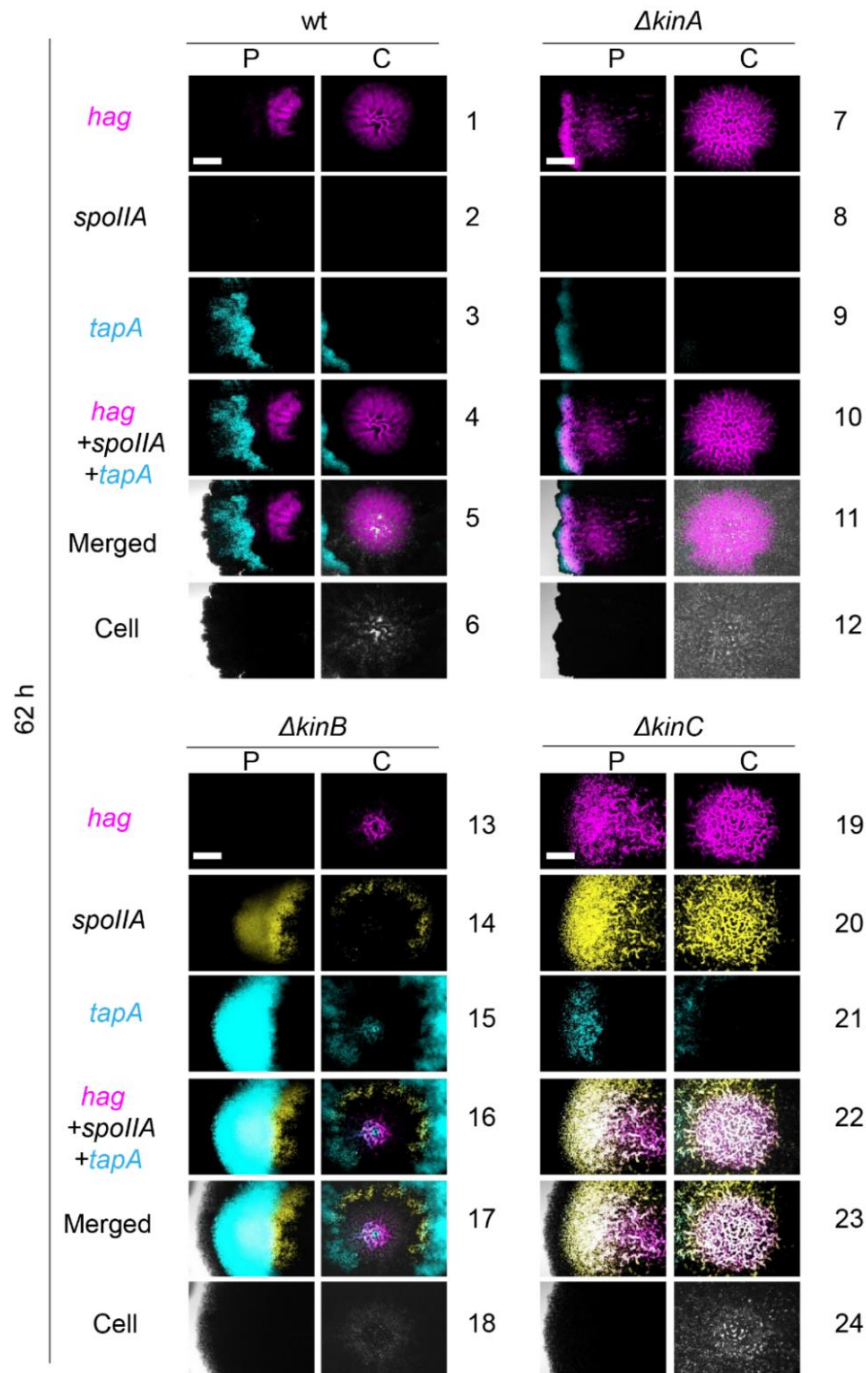 wt ΔkinA
P C P C
hag 1 7
spoIIA 2 8
tapA 3 9
hag
+spoIIA
+tapA 4 10
Merged 5 11
Cell 6 12
62 h
ΔkinB ΔkinC
P C P C
hag 13 19
spoIIA 14 20
tapA 15 21
hag
+spoIIA
+tapA 16 22
Merged 17 23
Cell 18 24